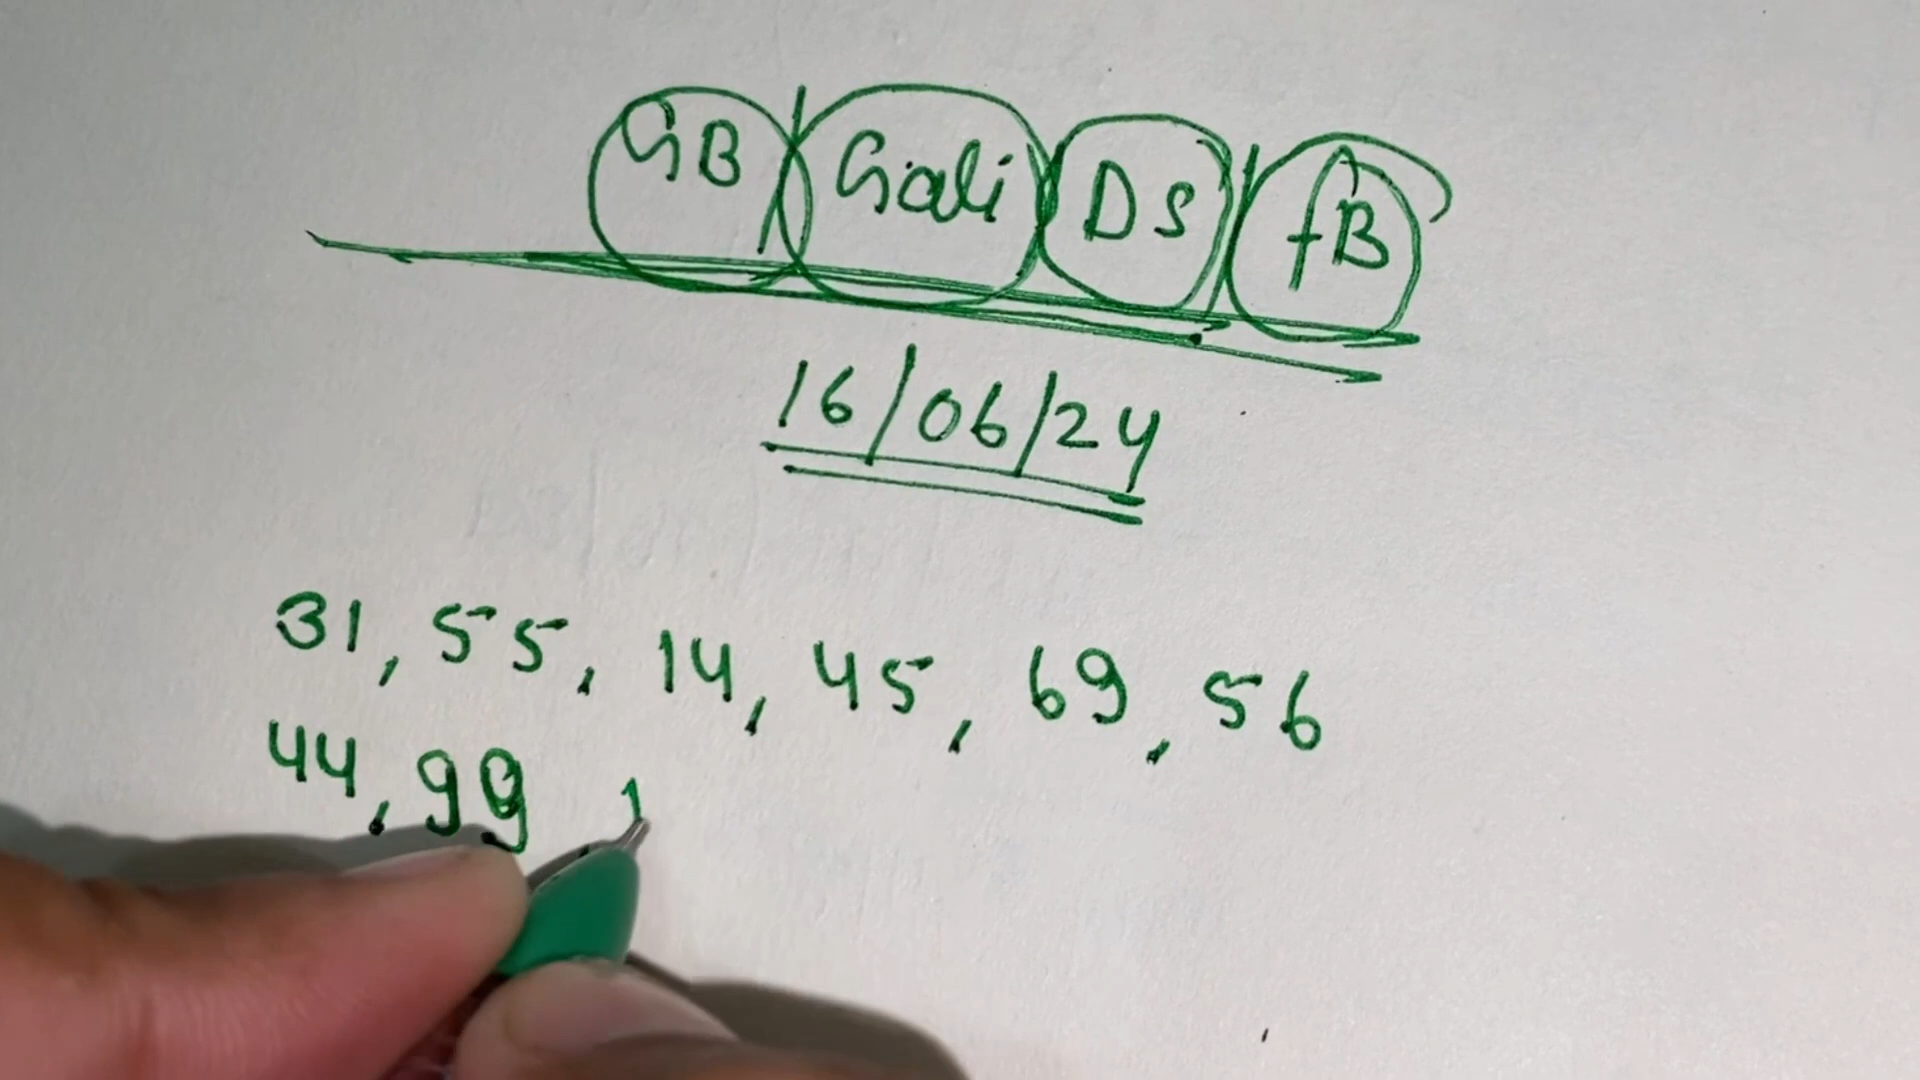 GB Gali DS fB
16/06/24
31, 55, 14, 45, 69, 56
44, 99, 1